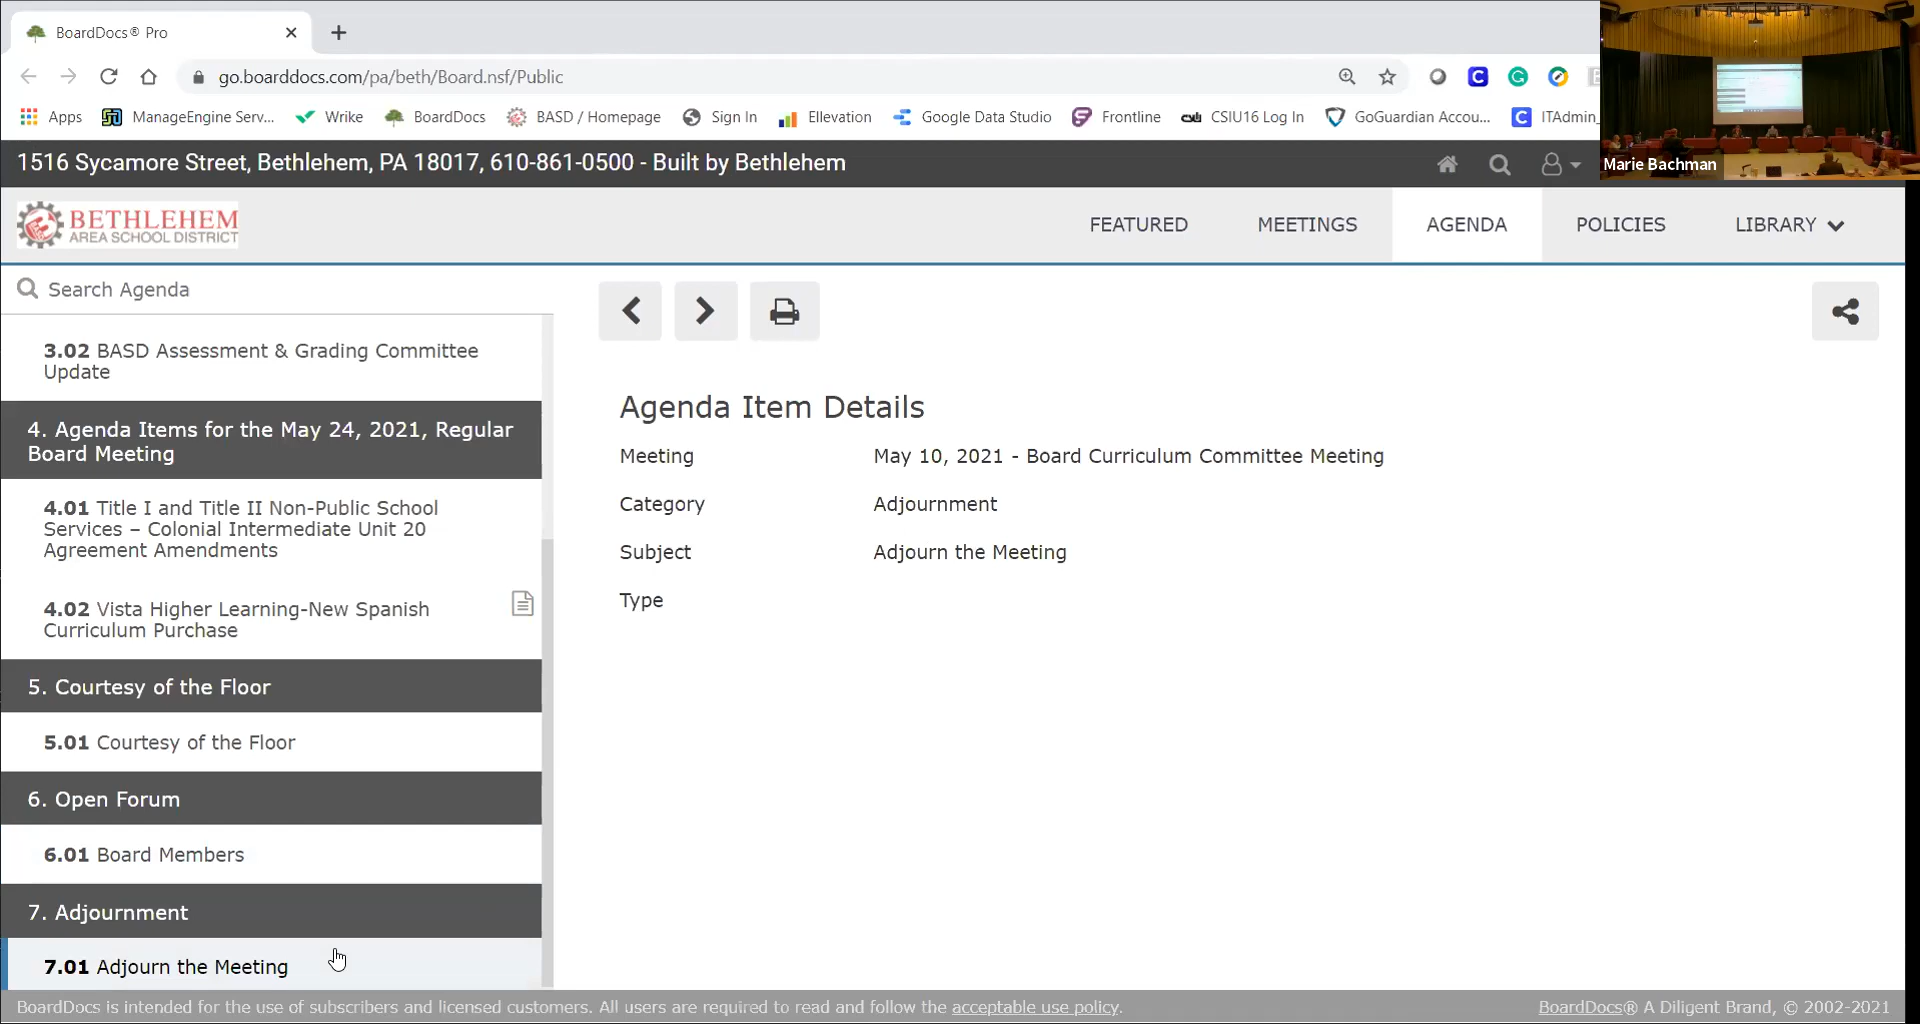 BoardDocs® Pro
go.boarddocs.com/pa/beth/Board.nsf/Public
Apps ManageEngine Serv... Wrike BoardDocs BASD / Homepage Sign In Ellevation Google Data Studio Frontline CSIU16 Log In GoGuardian Accou... ITAdmin
Marie Bachman
1516 Sycamore Street, Bethlehem, PA 18017, 610-861-0500 - Built by Bethlehem
BETHLEHEM
AREA SCHOOL DISTRICT
FEATURED MEETINGS AGENDA POLICIES LIBRARY
Search Agenda
3.02 BASD Assessment & Grading Committee
Update
4. Agenda Items for the May 24, 2021, Regular
Board Meeting
4.01 Title I and Title II Non-Public School
Services – Colonial Intermediate Unit 20
Agreement Amendments
4.02 Vista Higher Learning-New Spanish
Curriculum Purchase
5. Courtesy of the Floor
5.01 Courtesy of the Floor
6. Open Forum
6.01 Board Members
7. Adjournment
7.01 Adjourn the Meeting
Agenda Item Details
Meeting May 10, 2021 - Board Curriculum Committee Meeting
Category Adjournment
Subject Adjourn the Meeting
Type
BoardDocs is intended for the use of subscribers and licensed customers. All users are required to read and follow the acceptable use policy.
BoardDocs® A Diligent Brand, © 2002-2021